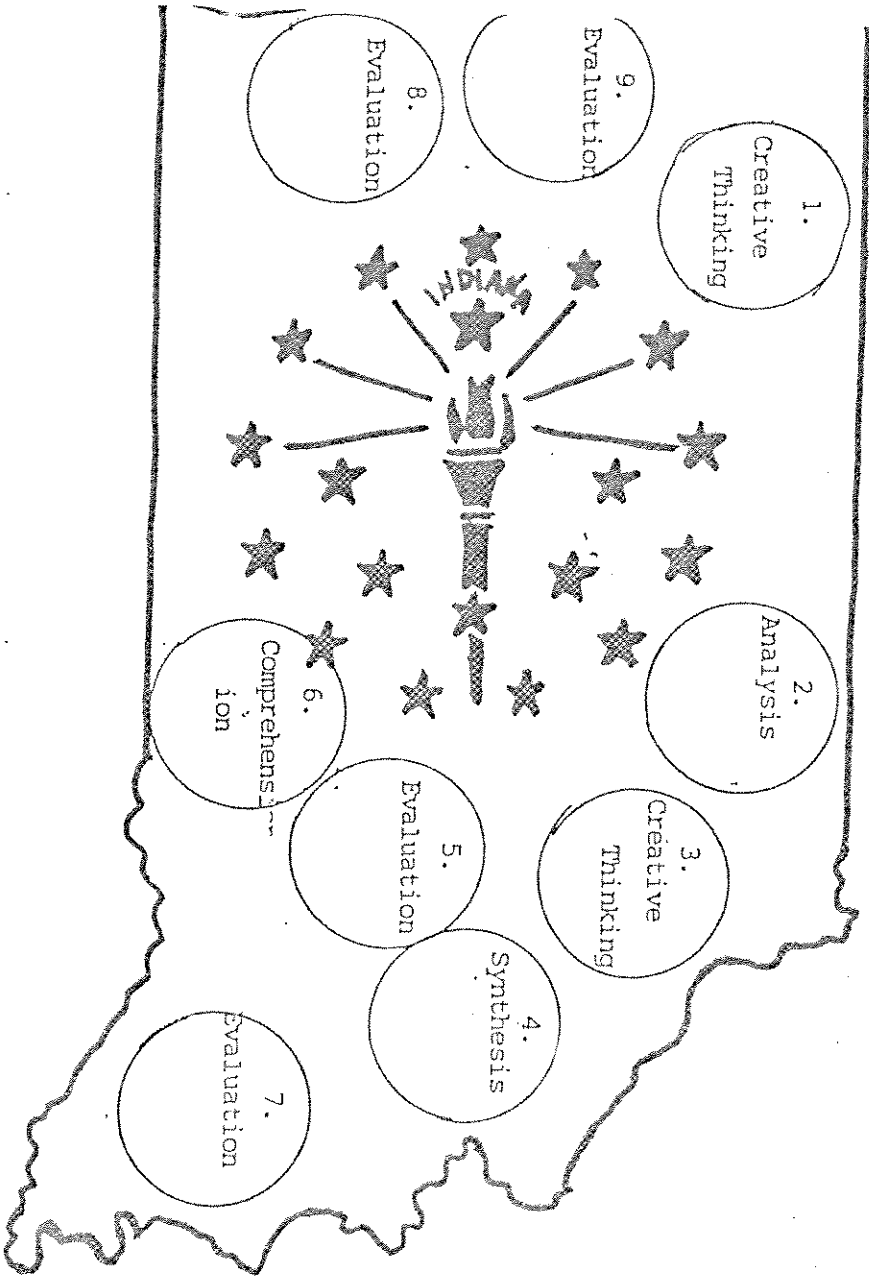 1.
Creative
Thinking
9.
Evaluation
8.
Evaluation
INDIANA
2.
Analysis
3.
Creative
Thinking
6.
Comprehens
ion
5.
Evaluation
4.
Synthesis
7.
Evaluation